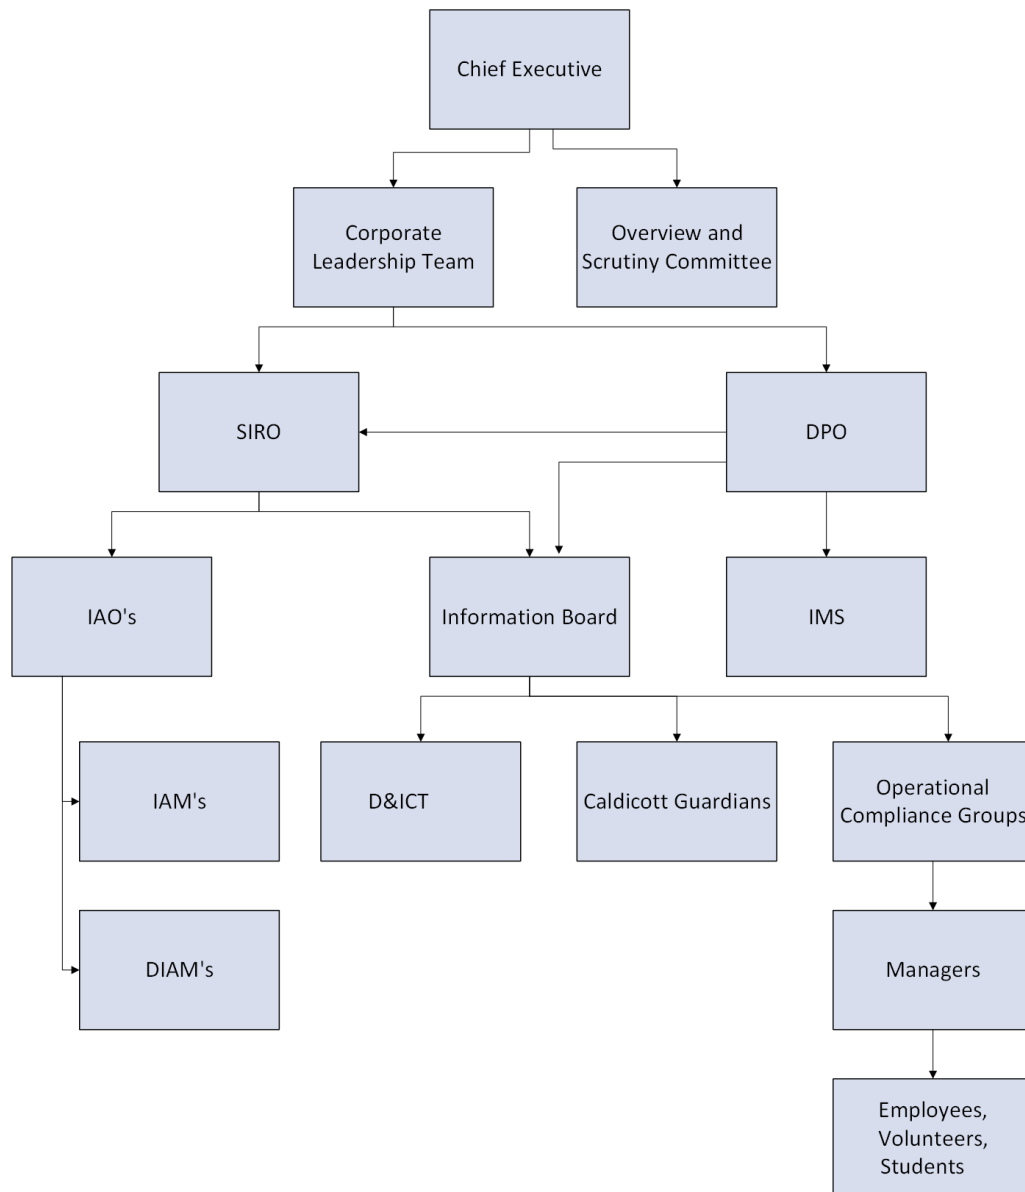 Chief Executive
Corporate
Leadership Team
Overview and
Scrutiny Committee
SIRO
DPO
IAO's
Information Board
IMS
IAM's
D&ICT
Caldicott Guardians
Operational
Compliance Groups
DIAM's
Managers
Employees,
Volunteers,
Students